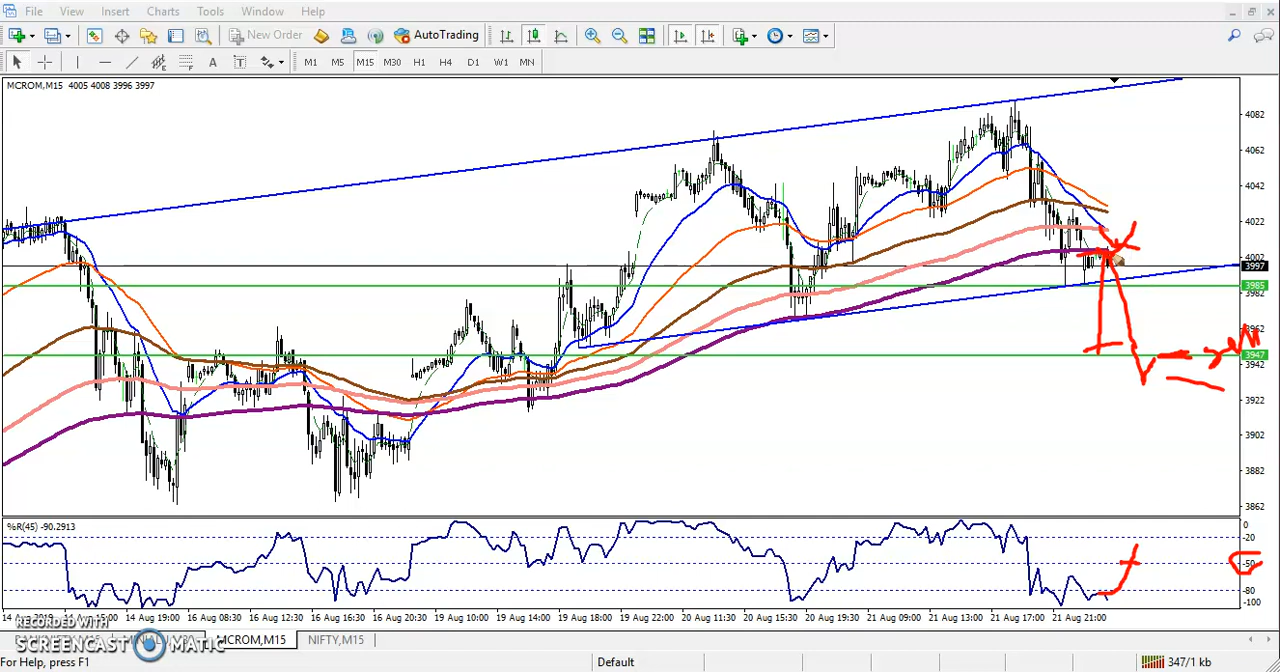 File View Insert Charts Tools Window Help
New Order AutoTrading
A T M1 M5 M15 M30 H1 H4 D1 W1 MN
MCROM,M15 4005 4008 3996 3997
4082
4062
4042
4022
4002
3997
3985
3982
3962
3947
3942
3922
3902
3882
3862
%R(45) -90.2913
0
-20
-50
-80
-100
14 Aug 2019 14 Aug 15:00 14 Aug 19:00 16 Aug 08:30 16 Aug 12:30 16 Aug 16:30 16 Aug 20:30 19 Aug 10:00 19 Aug 14:00 19 Aug 18:00 19 Aug 22:00 20 Aug 11:30 20 Aug 15:30 20 Aug 19:30 21 Aug 09:00 21 Aug 13:00 21 Aug 17:00 21 Aug 21:00
RECORDED WITH
SCREENCAST MATIC
MCROM,M15 NIFTY,M15
For Help, press F1 Default 347/1 kb